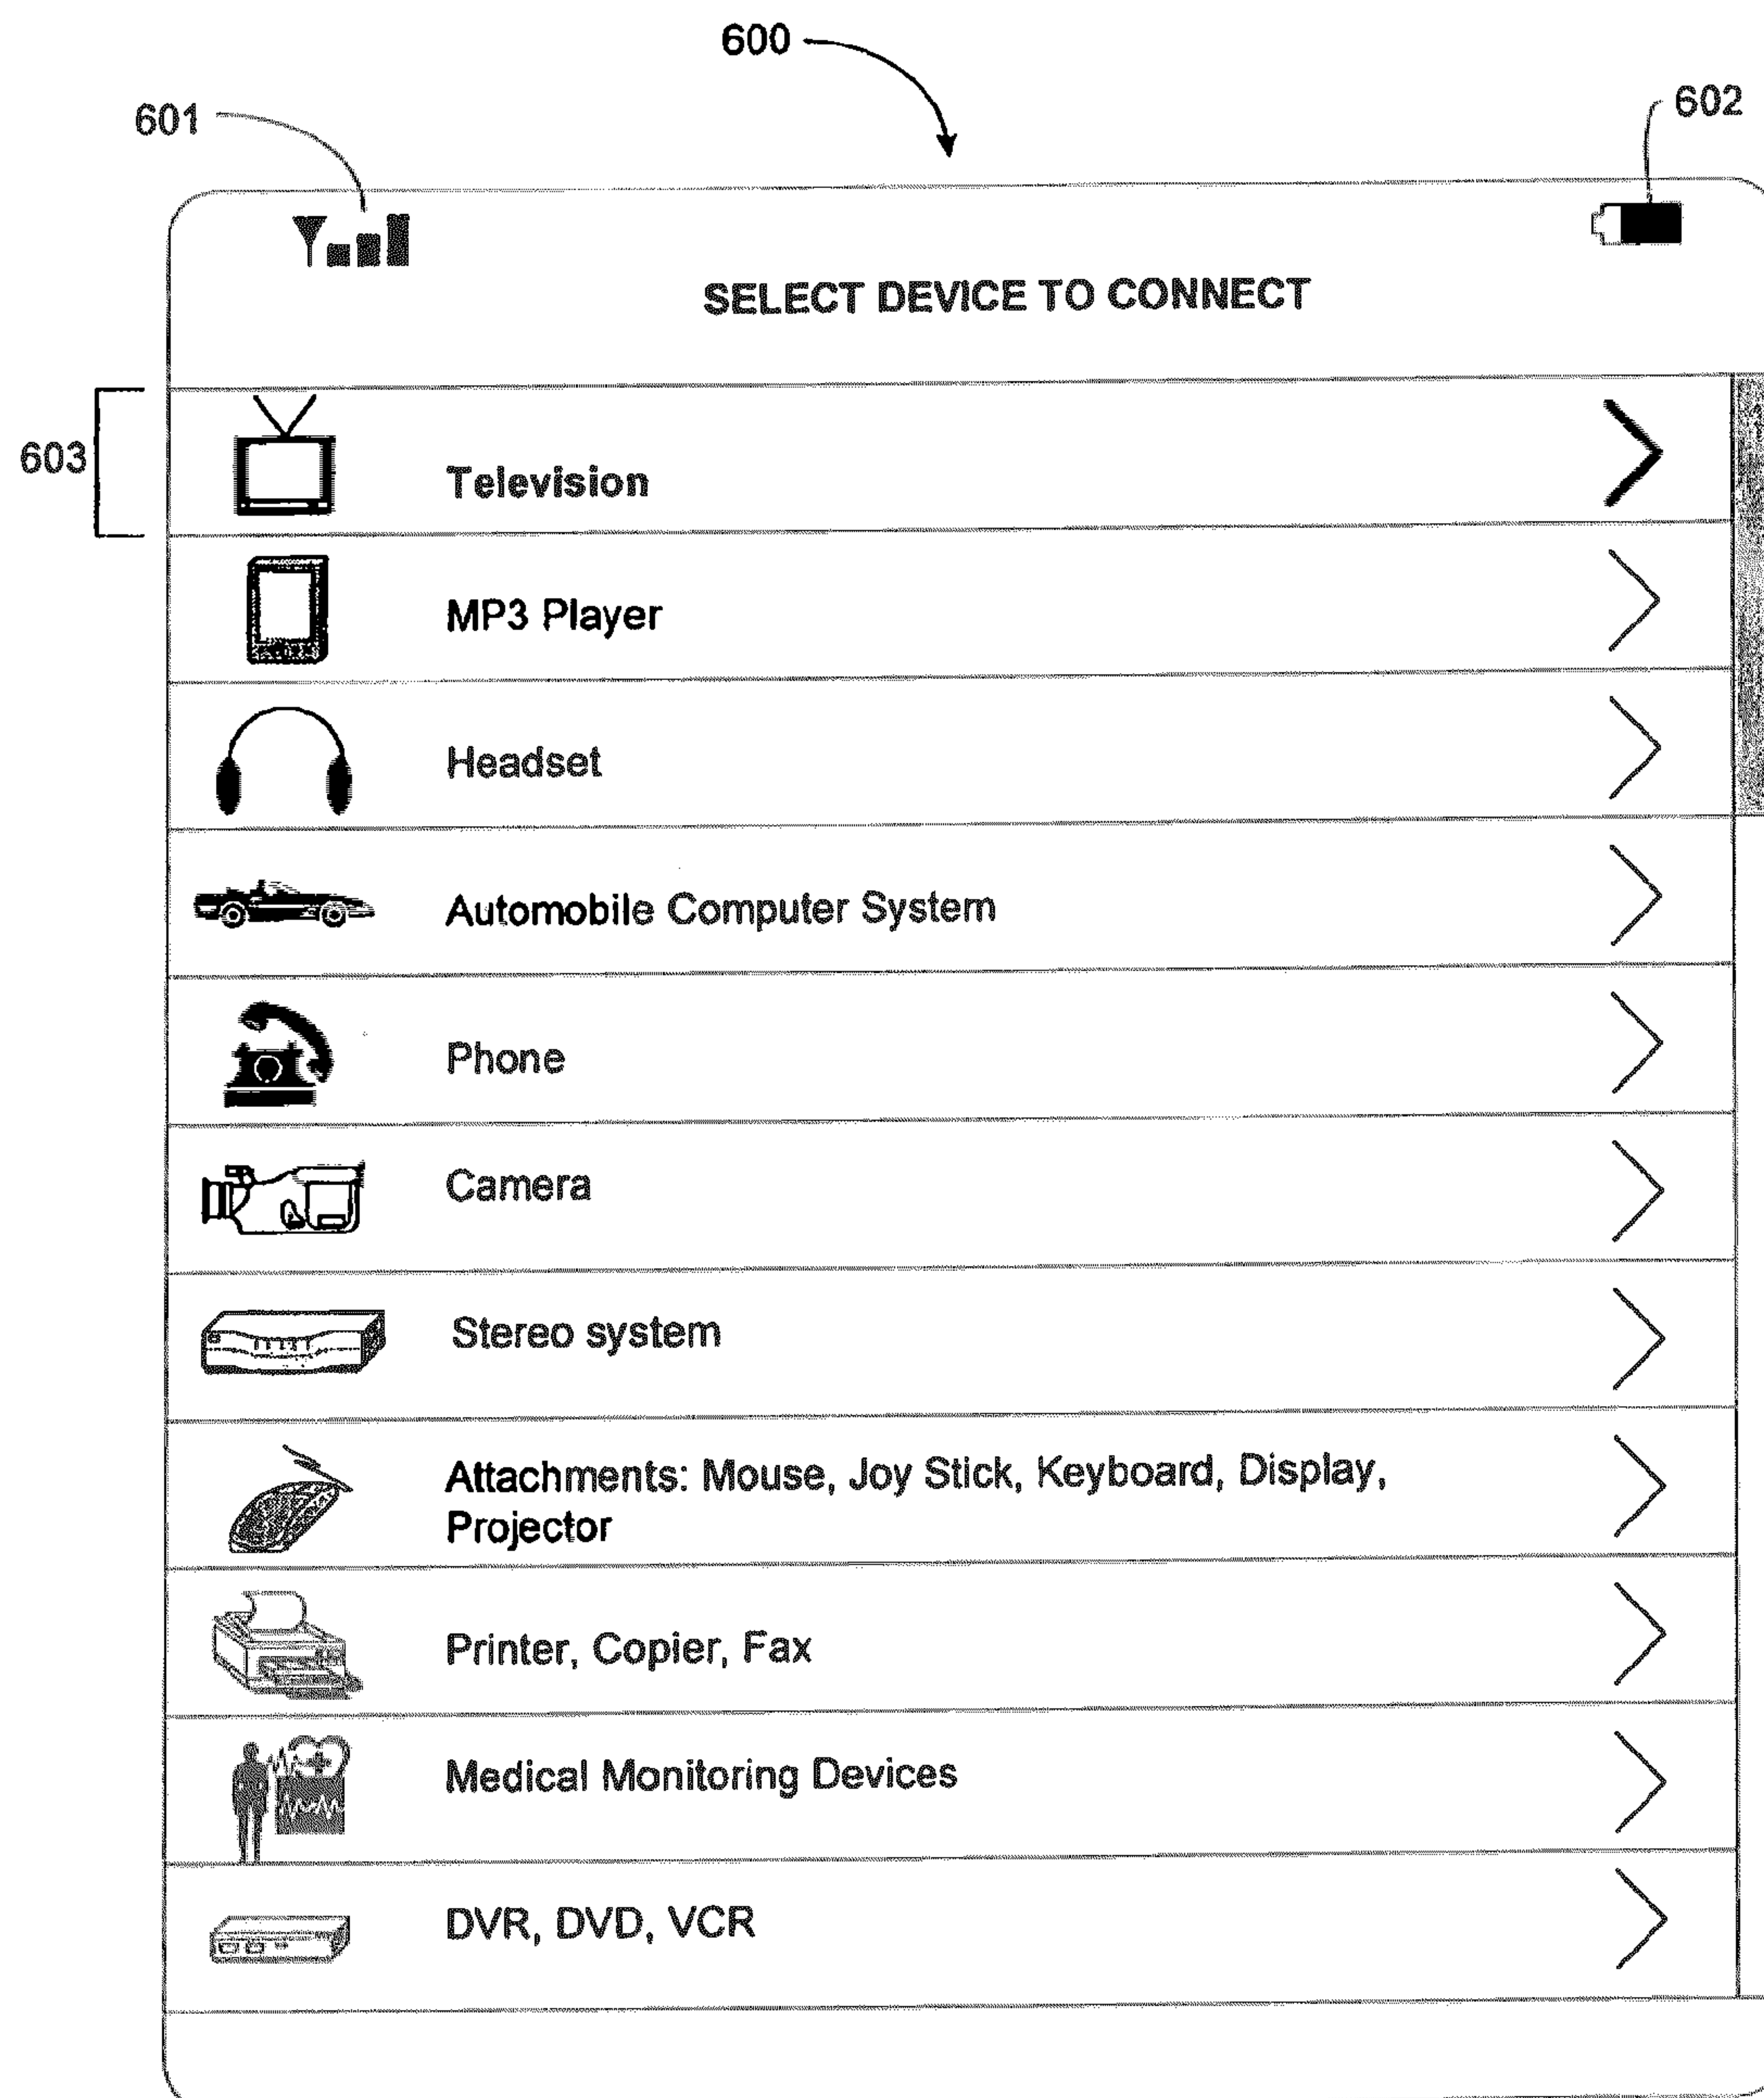 600
601
602
SELECT DEVICE TO CONNECT
603
Television
MP3 Player
Headset
Automobile Computer System
Phone
Camera
Stereo system
Attachments: Mouse, Joy Stick, Keyboard, Display,
Projector
Printer, Copier, Fax
Medical Monitoring Devices
DVR, DVD, VCR